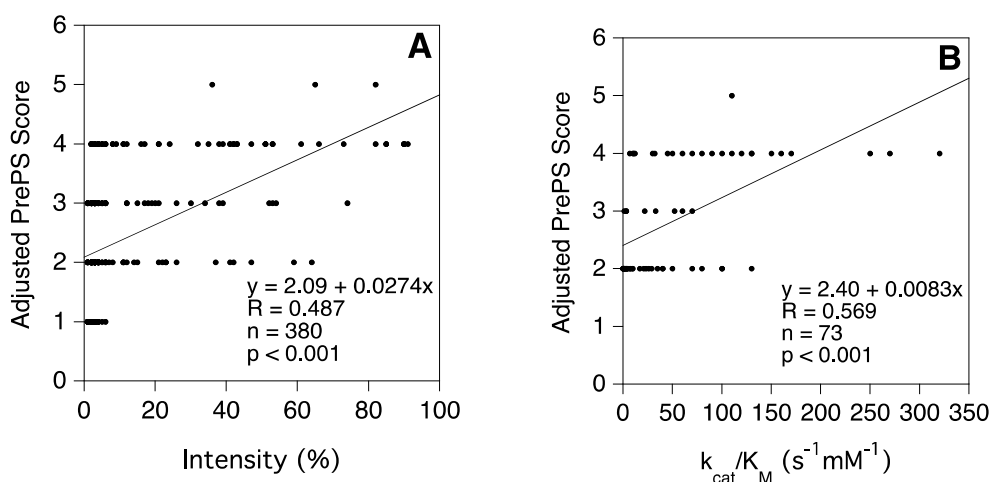 A
Adjusted PrePS Score
6
5
4
3
2
1
0
y = 2.09 + 0.0274x
R = 0.487
n = 380
p < 0.001
0 20 40 60 80 100
Intensity (%)
B
Adjusted PrePS Score
6
5
4
3
2
1
0
y = 2.40 + 0.0083x
R = 0.569
n = 73
p < 0.001
0 50 100 150 200 250 300 350
k_cat/K_M (s⁻¹mM⁻¹)